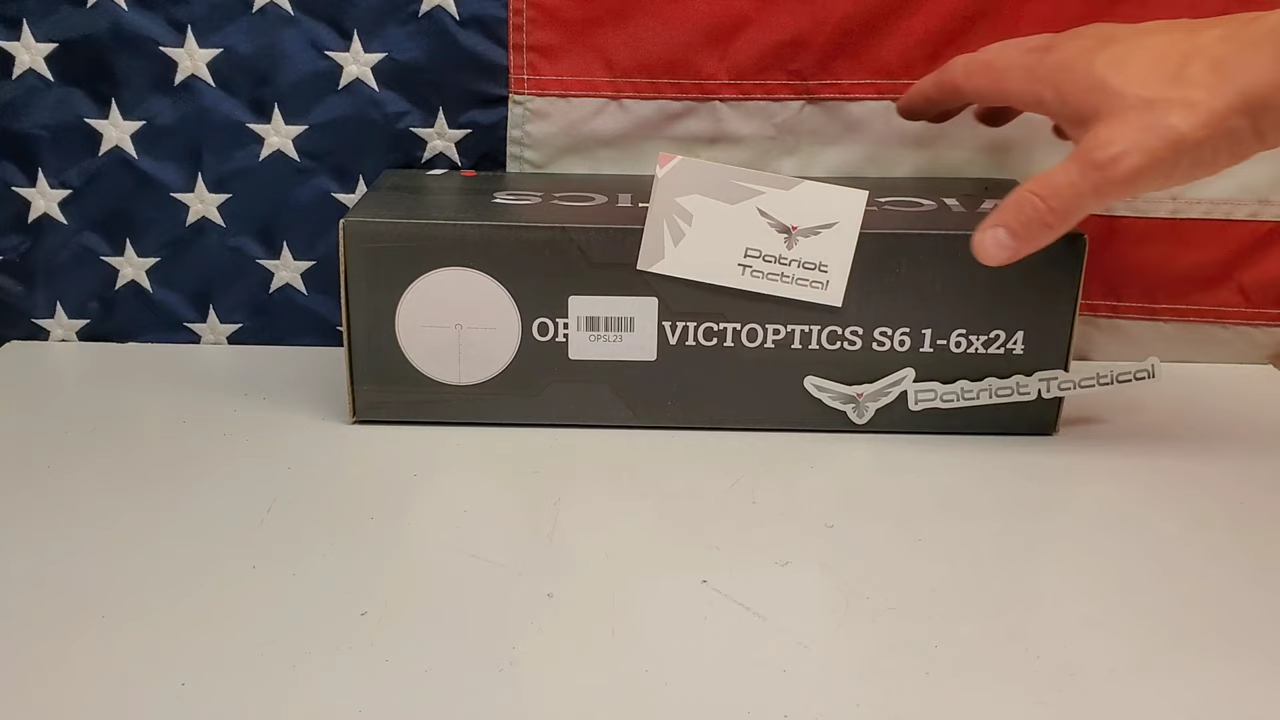 Patriot
Tactical
OP
OPSL23
VICTOPTICS S6 1-6x24
Patriot Tactical